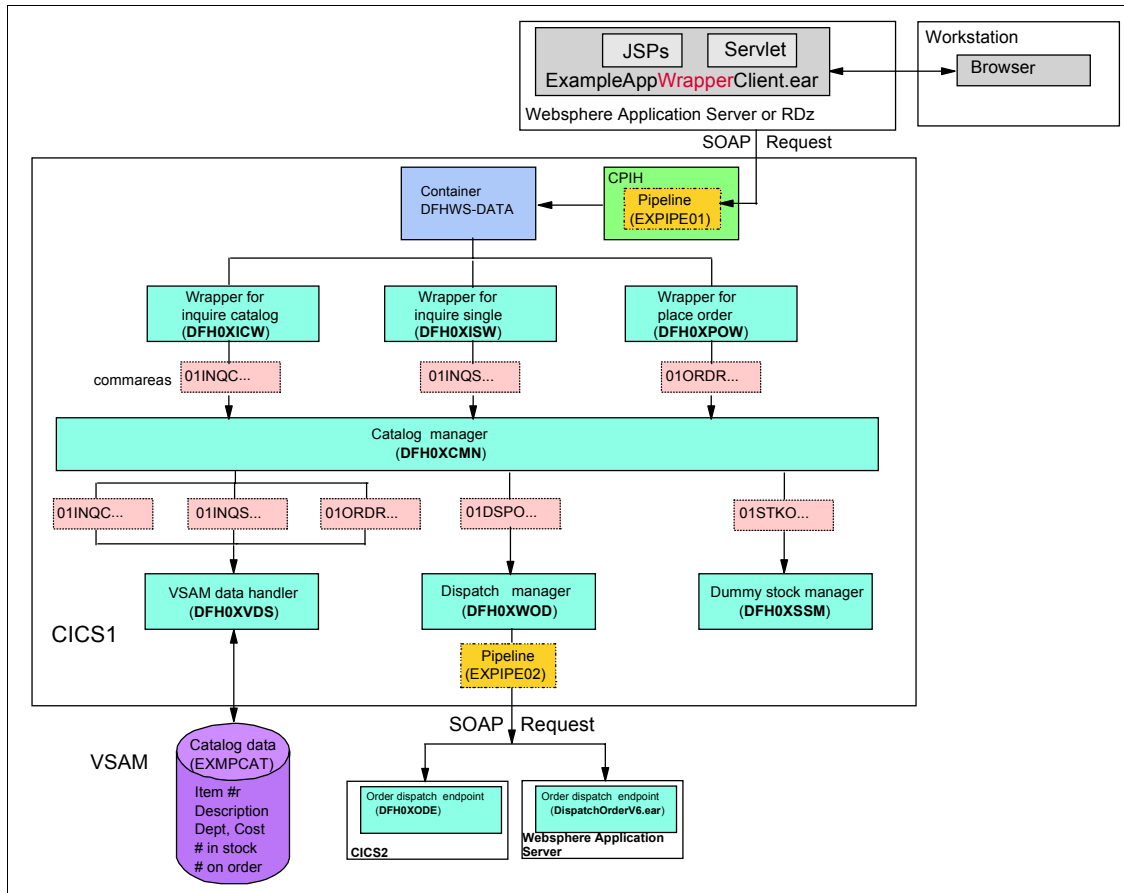 JSPs
Servlet
ExampleAppWrapperClient.ear
Websphere Application Server or RDz
Workstation
Browser
SOAP Request
CPIH
Pipeline
(EXPIPE01)
Container
DFHWS-DATA
Wrapper for
inquire catalog
(DFH0XICW)
Wrapper for
inquire single
(DFH0XISW)
Wrapper for
place order
(DFH0XPOW)
commareas
01INQC...
01INQS...
01ORDR...
Catalog manager
(DFH0XCMN)
01INQC...
01INQS...
01ORDR...
01DSPO...
01STKO...
VSAM data handler
(DFH0XVDS)
Dispatch manager
(DFH0XWOD)
Dummy stock manager
(DFH0XSSM)
CICS1
Pipeline
(EXPIPE02)
SOAP Request
VSAM
Catalog data
(EXMPCAT)
Item #r
Description
Dept, Cost
# in stock
# on order
Order dispatch endpoint
(DFH0XODE)
CICS2
Order dispatch endpoint
(DispatchOrderV6.ear)
Websphere Application
Server